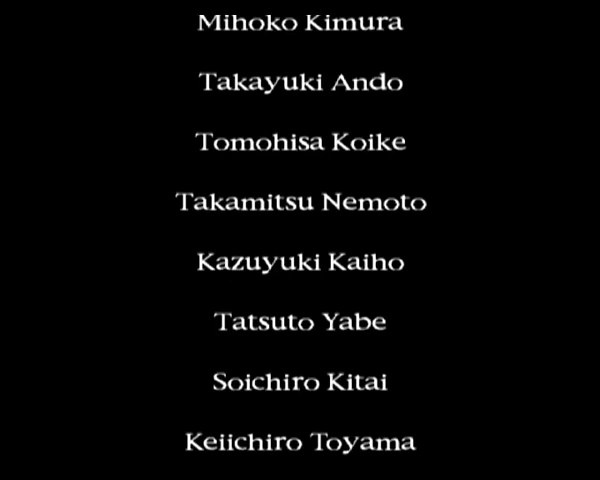 Mihoko Kimura
Takayuki Ando
Tomohisa Koike
Takamitsu Nemoto
Kazuyuki Kaiho
Tatsuto Yabe
Soichiro Kitai
Keiichiro Toyama